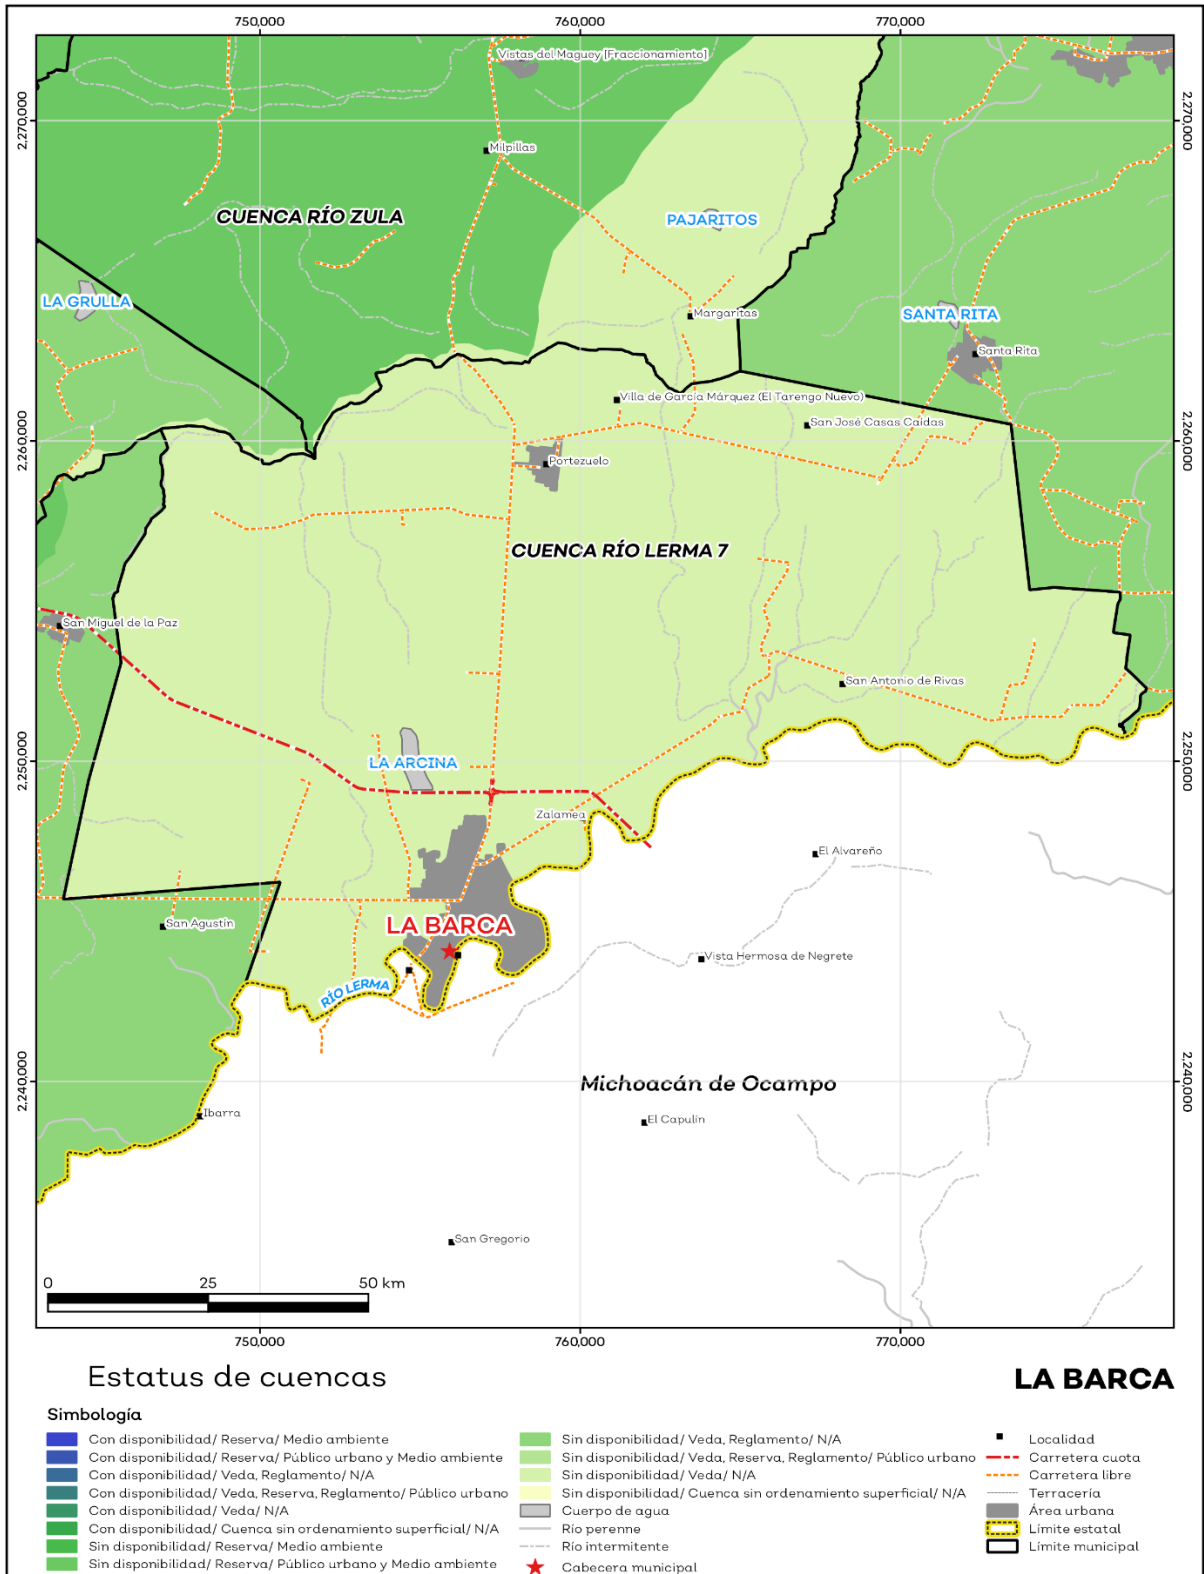 750,000
760,000
770,000
Vistas del Maguey [Fraccionamiento]
2,270,000
2,270,000
Milpillas
CUENCA RÍO ZULA
PAJARITOS
LA GRULLA
SANTA RITA
Margaritas
Santa Rita
Villa de García Márquez (El Tarengo Nuevo)
San José Casas Caídas
2,260,000
2,260,000
Portezuelo
CUENCA RÍO LERMA 7
San Miguel de la Paz
San Antonio de Rivas
2,250,000
2,250,000
LA ARCINA
Zalamea
El Alvareño
San Agustín
LA BARCA
Vista Hermosa de Negrete
RÍO LERMA
2,240,000
2,240,000
Michoacán de Ocampo
Ibarra
El Capulín
San Gregorio
0
25
50 km
750,000
760,000
770,000
Estatus de cuencas
LA BARCA
Simbología
Con disponibilidad/ Reserva/ Medio ambiente
Con disponibilidad/ Reserva/ Público urbano y Medio ambiente
Con disponibilidad/ Veda, Reglamento/ N/A
Con disponibilidad/ Veda, Reserva, Reglamento/ Público urbano
Con disponibilidad/ Veda/ N/A
Con disponibilidad/ Cuenca sin ordenamiento superficial/ N/A
Sin disponibilidad/ Reserva/ Medio ambiente
Sin disponibilidad/ Reserva/ Público urbano y Medio ambiente
Sin disponibilidad/ Veda, Reglamento/ N/A
Sin disponibilidad/ Veda, Reserva, Reglamento/ Público urbano
Sin disponibilidad/ Veda/ N/A
Sin disponibilidad/ Cuenca sin ordenamiento superficial/ N/A
Cuerpo de agua
Río perenne
Río intermitente
Cabecera municipal
Localidad
Carretera cuota
Carretera libre
Terracería
Área urbana
Límite estatal
Límite municipal